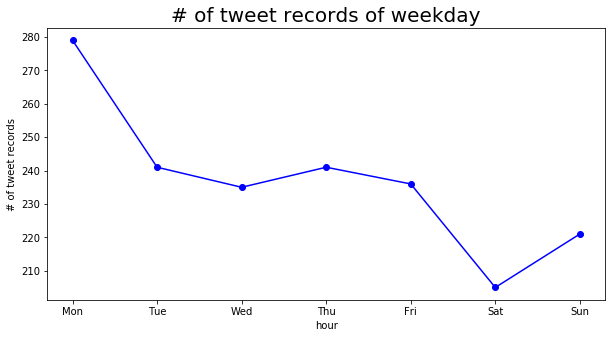 # of tweet records of weekday
280
270
260
250
240
230
220
210
# of tweet records
Mon Tue Wed Thu Fri Sat Sun
hour